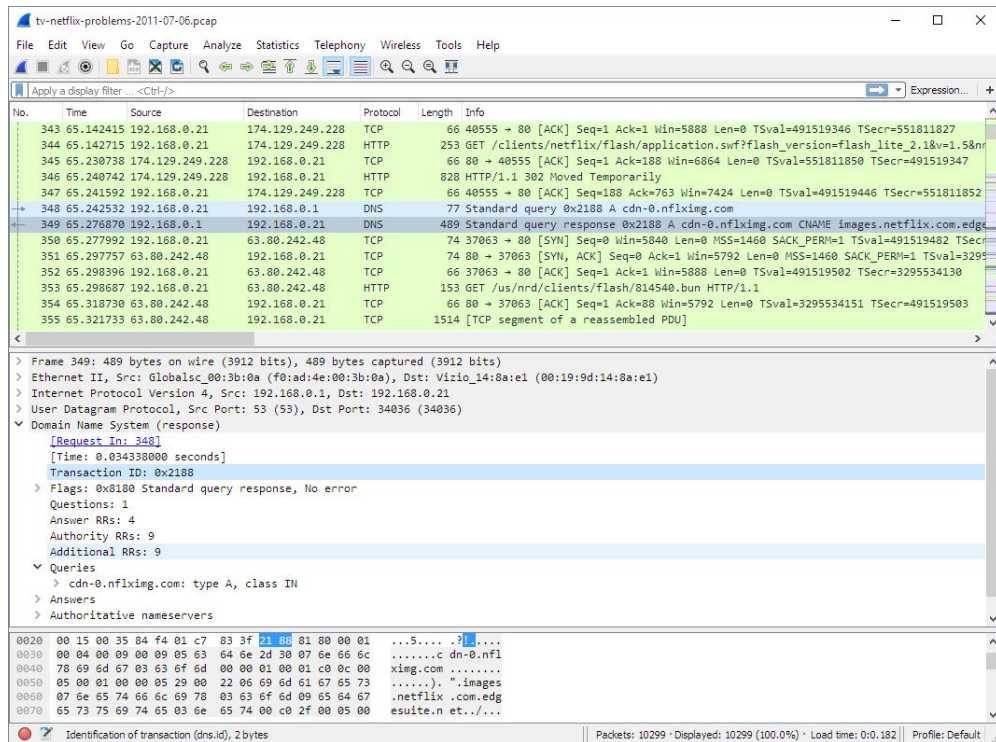 tv-netflix-problems-2011-07-06.pcap
File Edit View Go Capture Analyze Statistics Telephony Wireless Tools Help
Apply a display filter ... <Ctrl-/> Expression... +
No. Time Source Destination Protocol Length Info
343 65.142415 192.168.0.21 174.129.249.228 TCP 66 40555 → 80 [ACK] Seq=1 Ack=1 Win=5888 Len=0 TSval=491519346 TSecr=551811827
344 65.142715 192.168.0.21 174.129.249.228 HTTP 253 GET /clients/netflix/flash/application.swf?flash_version=flash_lite_2.1&v=1.5&nr
345 65.230738 174.129.249.228 192.168.0.21 TCP 66 80 → 40555 [ACK] Seq=1 Ack=188 Win=6864 Len=0 TSval=551811850 TSecr=491519347
346 65.240742 174.129.249.228 192.168.0.21 HTTP 828 HTTP/1.1 302 Moved Temporarily
347 65.241592 192.168.0.21 174.129.249.228 TCP 66 40555 → 80 [ACK] Seq=188 Ack=763 Win=7424 Len=0 TSval=491519446 TSecr=551811852
348 65.242532 192.168.0.21 192.168.0.1 DNS 77 Standard query 0x2188 A cdn-0.nflximg.com
349 65.276870 192.168.0.1 192.168.0.21 DNS 489 Standard query response 0x2188 A cdn-0.nflximg.com CNAME images.netflix.com.edge
350 65.277992 192.168.0.21 63.80.242.48 TCP 74 37063 → 80 [SYN] Seq=0 Win=5840 Len=0 MSS=1460 SACK_PERM=1 TSval=491519482 TSecr
351 65.297757 63.80.242.48 192.168.0.21 TCP 74 80 → 37063 [SYN, ACK] Seq=0 Ack=1 Win=5792 Len=0 MSS=1460 SACK_PERM=1 TSval=3295
352 65.298396 192.168.0.21 63.80.242.48 TCP 66 37063 → 80 [ACK] Seq=1 Ack=1 Win=5888 Len=0 TSval=491519502 TSecr=3295534130
353 65.298687 192.168.0.21 63.80.242.48 HTTP 153 GET /us/nrd/clients/flash/814540.bun HTTP/1.1
354 65.318730 63.80.242.48 192.168.0.21 TCP 66 80 → 37063 [ACK] Seq=1 Ack=88 Win=5792 Len=0 TSval=3295534151 TSecr=491519503
355 65.321733 63.80.242.48 192.168.0.21 TCP 1514 [TCP segment of a reassembled PDU]
Frame 349: 489 bytes on wire (3912 bits), 489 bytes captured (3912 bits)
Ethernet II, Src: Globalsc_00:3b:0a (f0:ad:4e:00:3b:0a), Dst: Vizio_14:8a:e1 (00:19:9d:14:8a:e1)
Internet Protocol Version 4, Src: 192.168.0.1, Dst: 192.168.0.21
User Datagram Protocol, Src Port: 53 (53), Dst Port: 34036 (34036)
Domain Name System (response)
[Request In: 348]
[Time: 0.034338000 seconds]
Transaction ID: 0x2188
Flags: 0x8180 Standard query response, No error
Questions: 1
Answer RRs: 4
Authority RRs: 9
Additional RRs: 9
Queries
cdn-0.nflximg.com: type A, class IN
Answers
Authoritative nameservers
0020 00 15 00 35 84 f4 01 c7 83 3f 21 88 81 80 00 01 ...5.... .?!.....
0030 00 04 00 09 00 09 05 63 64 6e 2d 30 07 6e 66 6c .......c dn-0.nfl
0040 78 69 6d 67 03 63 6f 6d 00 00 01 00 01 c0 0c 00 ximg.com ........
0050 05 00 01 00 00 05 29 00 22 06 69 6d 61 67 65 73 ......). ".images
0060 07 6e 65 74 66 6c 69 78 03 63 6f 6d 09 65 64 67 .netflix .com.edg
0070 65 73 75 69 74 65 03 6e 65 74 00 c0 2f 00 05 00 esuite.n et../...
Identification of transaction (dns.id), 2 bytes Packets: 10299 · Displayed: 10299 (100.0%) · Load time: 0:0.182 Profile: Default